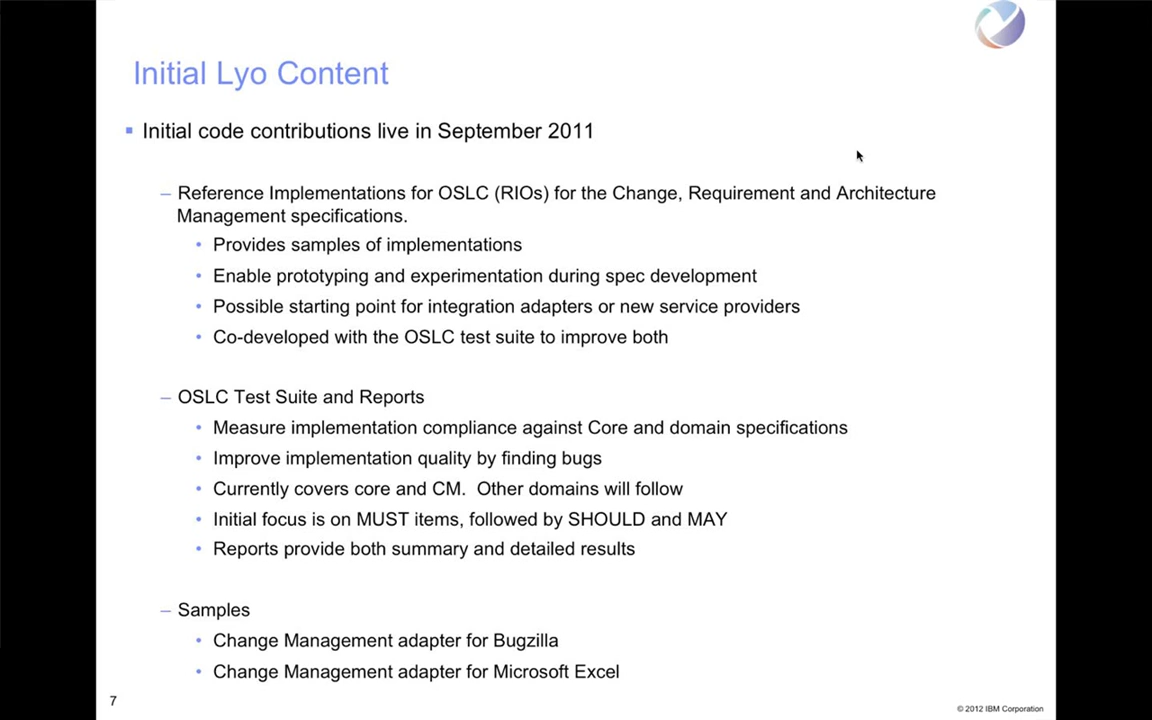 Initial Lyo Content
▪ Initial code contributions live in September 2011
– Reference Implementations for OSLC (RIOs) for the Change, Requirement and Architecture
Management specifications.
• Provides samples of implementations
• Enable prototyping and experimentation during spec development
• Possible starting point for integration adapters or new service providers
• Co-developed with the OSLC test suite to improve both
– OSLC Test Suite and Reports
• Measure implementation compliance against Core and domain specifications
• Improve implementation quality by finding bugs
• Currently covers core and CM.  Other domains will follow
• Initial focus is on MUST items, followed by SHOULD and MAY
• Reports provide both summary and detailed results
– Samples
• Change Management adapter for Bugzilla
• Change Management adapter for Microsoft Excel
7
© 2012 IBM Corporation